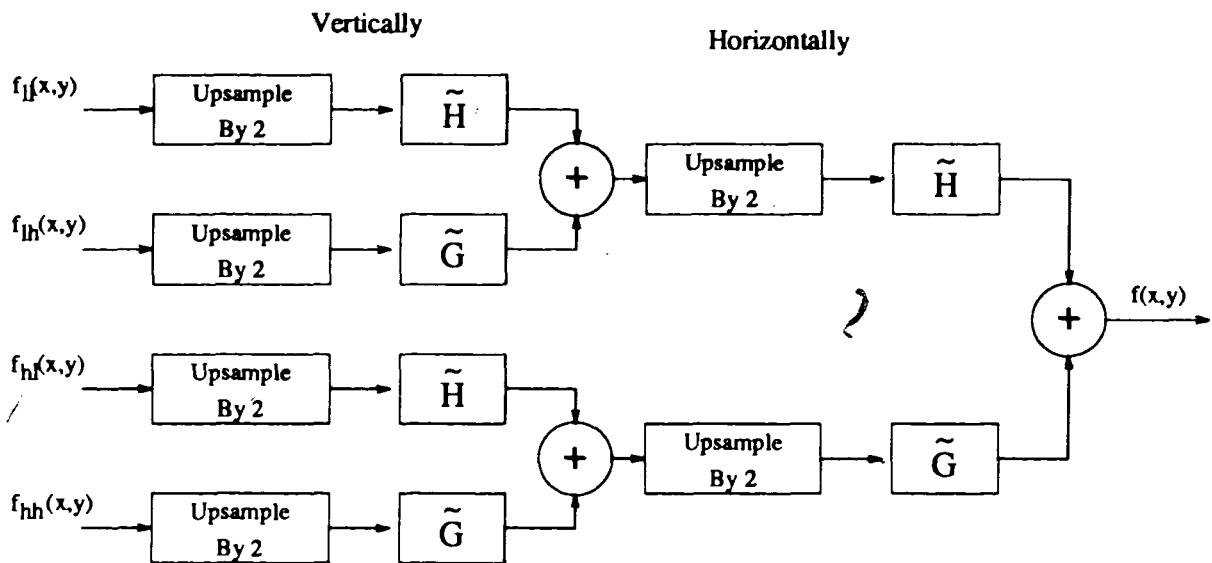 Vertically
Horizontally
f_ll(x,y)
Upsample
By 2
H̃
f_lh(x,y)
Upsample
By 2
G̃
+
Upsample
By 2
H̃
f_hl(x,y)
Upsample
By 2
H̃
f_hh(x,y)
Upsample
By 2
G̃
+
Upsample
By 2
G̃
+
f(x,y)